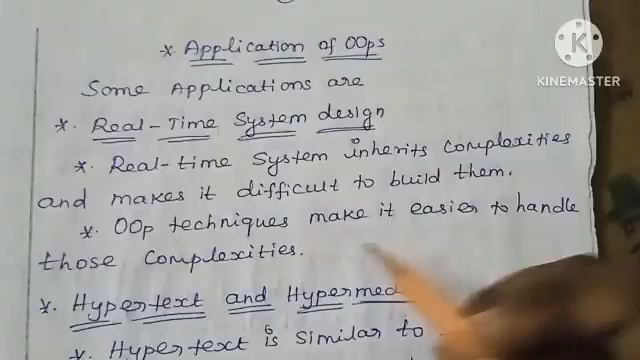 * Application of OOps
KINEMASTER
Some Applications are
*. Real-Time System design
*. Real-time System inherits complexities
and makes it difficult to build them.
*. OOp techniques make it easier to handle
those Complexities.
*. Hypertext and
*. Hypertext is similar to